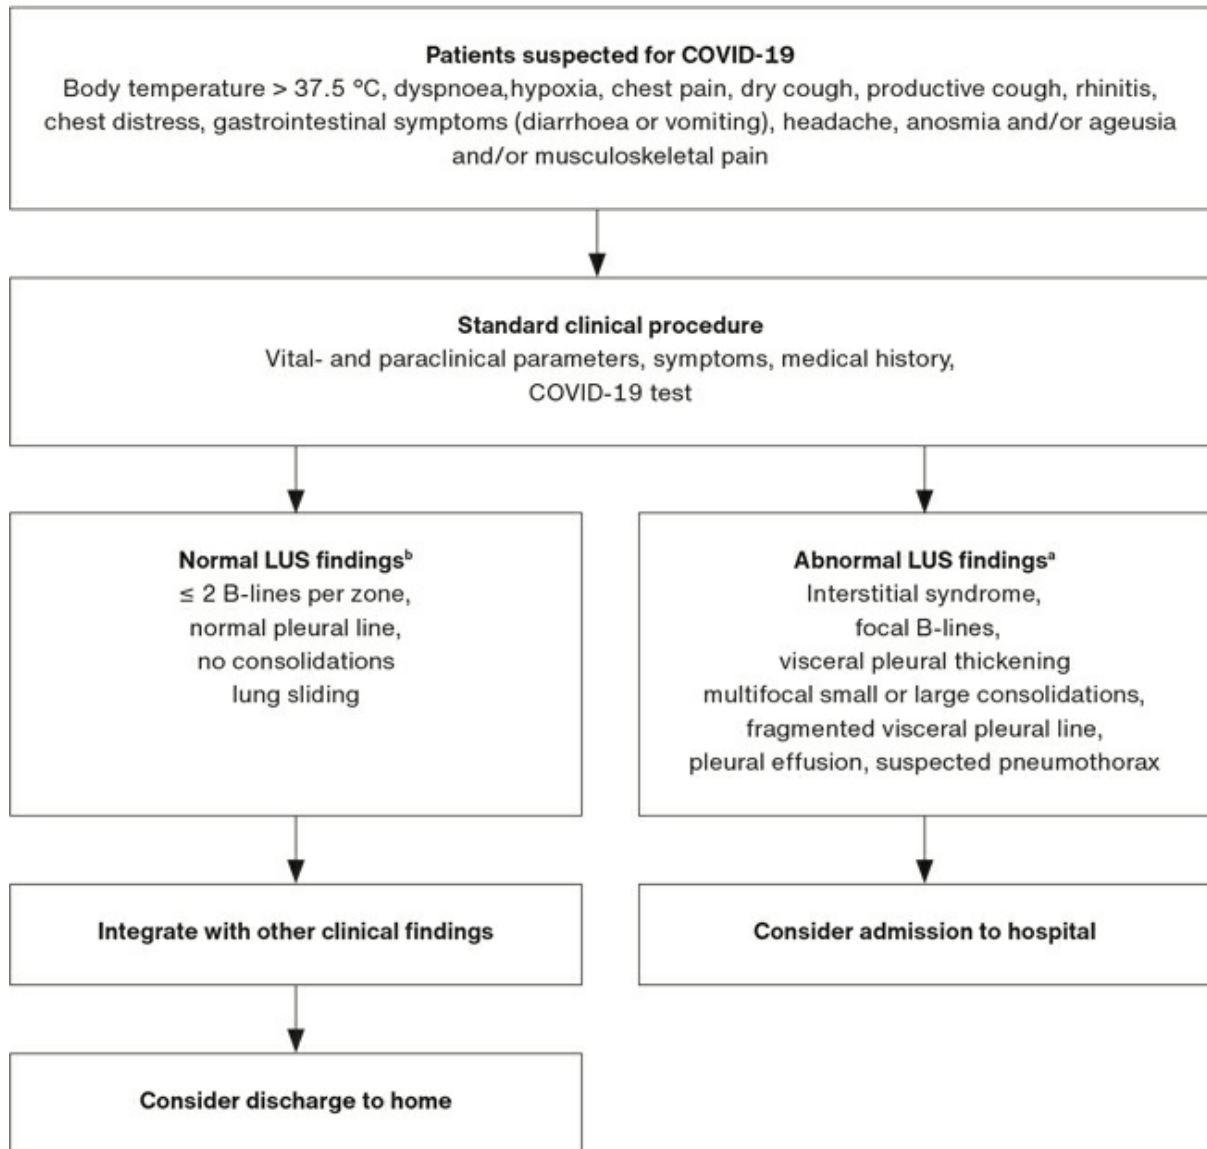 Patients suspected for COVID-19
Body temperature > 37.5 ºC, dyspnoea,hypoxia, chest pain, dry cough, productive cough, rhinitis,
chest distress, gastrointestinal symptoms (diarrhoea or vomiting), headache, anosmia and/or ageusia
and/or musculoskeletal pain
Standard clinical procedure
Vital- and paraclinical parameters, symptoms, medical history,
COVID-19 test
Normal LUS findingsᵇ
≤ 2 B-lines per zone,
normal pleural line,
no consolidations
lung sliding
Abnormal LUS findingsᵃ
Interstitial syndrome,
focal B-lines,
visceral pleural thickening
multifocal small or large consolidations,
fragmented visceral pleural line,
pleural effusion, suspected pneumothorax
Integrate with other clinical findings
Consider admission to hospital
Consider discharge to home